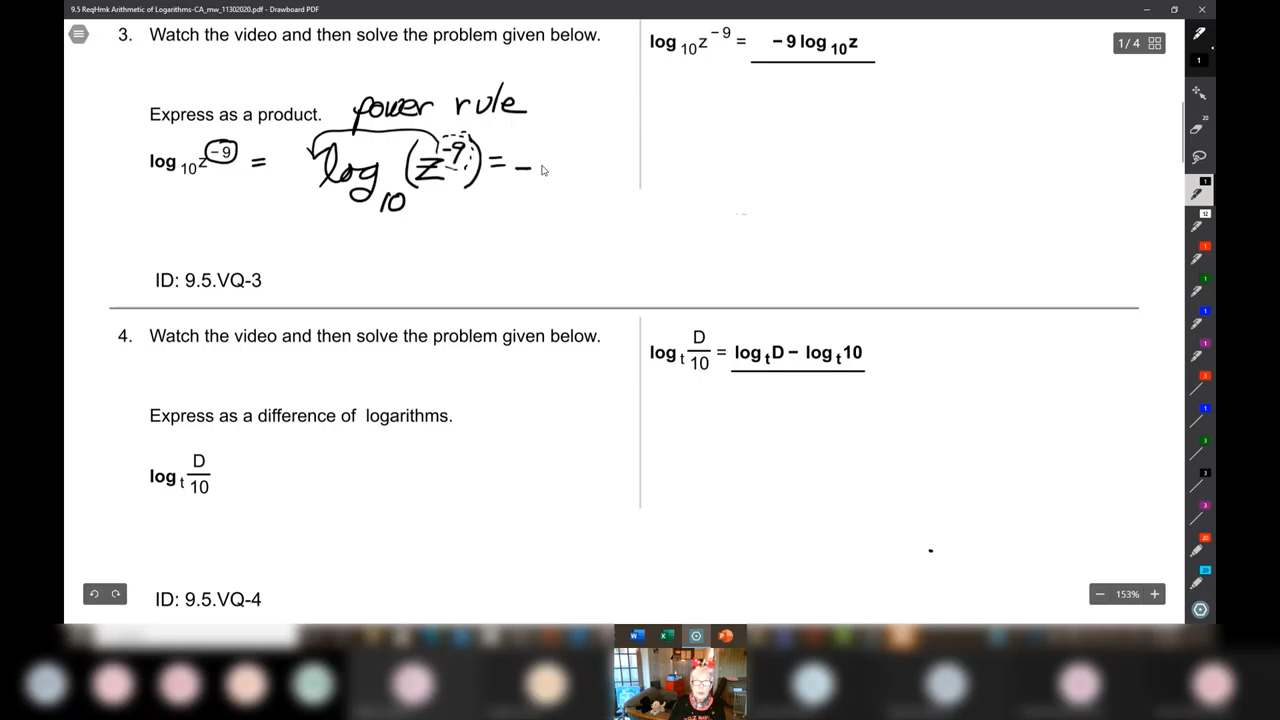 9.5 ReqHmk Arithmetic of Logarithms-CA_mw_11302020.pdf - Drawboard PDF
3. Watch the video and then solve the problem given below.
Express as a product. power rule
log 10 z -9 = log 10 (z -9) = -
ID: 9.5.VQ-3
log 10 z -9 = -9 log 10 z
1/4
4. Watch the video and then solve the problem given below.
Express as a difference of logarithms.
log t D/10
ID: 9.5.VQ-4
log t D/10 = log t D - log t 10
153%